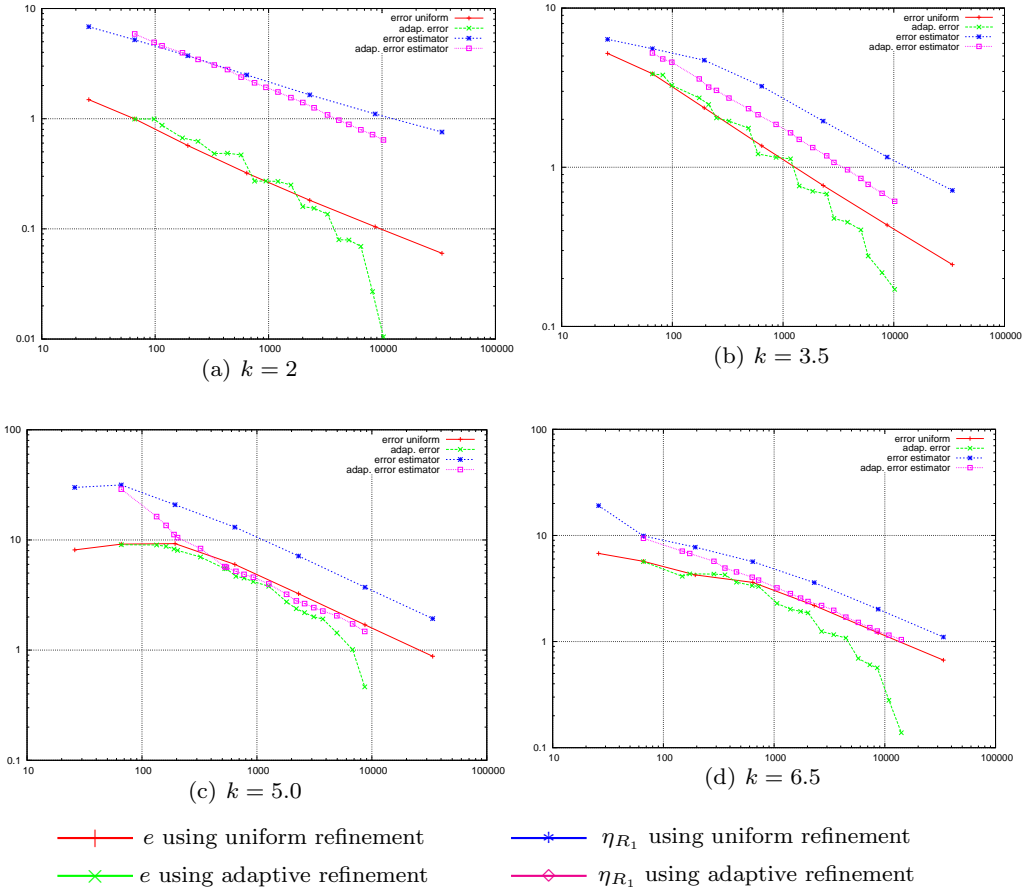 10
1
0.1
0.01
10
100
1000
10000
100000
error uniform
adap. error
error estimator
adap. error estimator
(a) k = 2
10
1
0.1
10
100
1000
10000
100000
error uniform
adap. error
error estimator
adap. error estimator
(b) k = 3.5
100
10
1
0.1
10
100
1000
10000
100000
error uniform
adap. error
error estimator
adap. error estimator
(c) k = 5.0
100
10
1
0.1
10
100
1000
10000
100000
error uniform
adap. error
error estimator
adap. error estimator
(d) k = 6.5
e using uniform refinement
η_{R_1} using uniform refinement
e using adaptive refinement
η_{R_1} using adaptive refinement